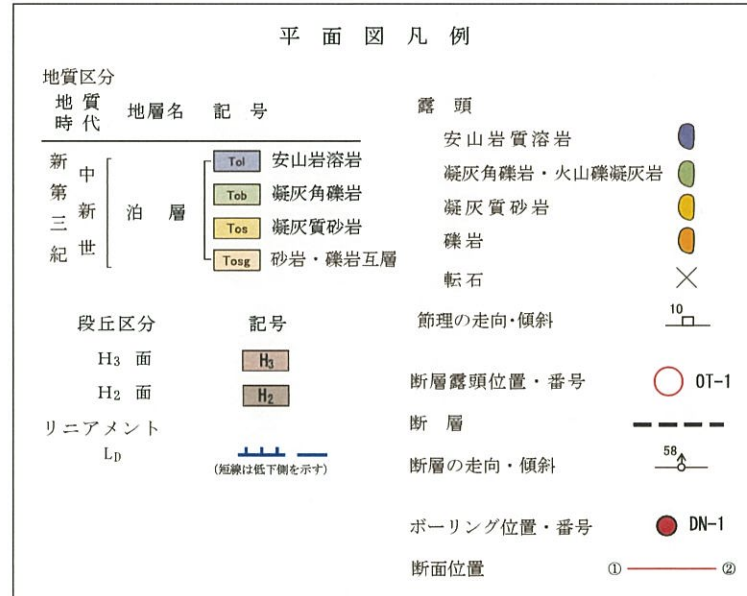 平面図凡例
地質区分
地質時代 地層名 記号
新第三紀 中新世 泊層
Tol 安山岩溶岩
Tob 凝灰角礫岩
Tos 凝灰質砂岩
Tosg 砂岩・礫岩互層
段丘区分 記号
H3 面 H3
H2 面 H2
リニアメント
LD
(短線は低下側を示す)
露頭
安山岩質溶岩
凝灰角礫岩・火山礫凝灰岩
凝灰質砂岩
礫岩
転石
節理の走向・傾斜 10
断層露頭位置・番号 OT-1
断層
断層の走向・傾斜 58
ボーリング位置・番号 DN-1
断面位置 ① ②